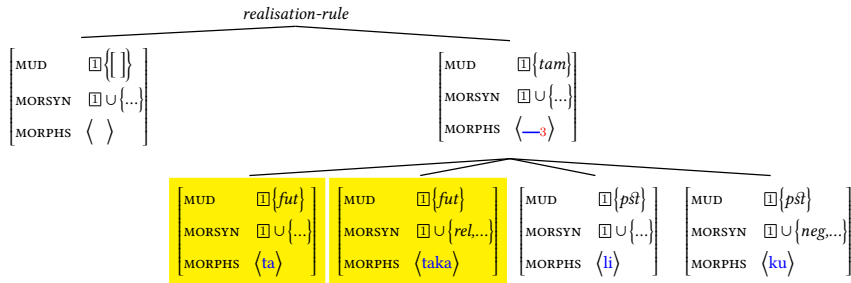 realisation-rule
MUD 1 {[ ]}
MORSYN 1 ∪ {...}
MORPHS ⟨ ⟩
MUD 1 {tam}
MORSYN 1 ∪ {...}
MORPHS ⟨__3⟩
MUD 1 {fut}
MORSYN 1 ∪ {...}
MORPHS ⟨ta⟩
MUD 1 {fut}
MORSYN 1 ∪ {rel,...}
MORPHS ⟨taka⟩
MUD 1 {pst}
MORSYN 1 ∪ {...}
MORPHS ⟨li⟩
MUD 1 {pst}
MORSYN 1 ∪ {neg,...}
MORPHS ⟨ku⟩